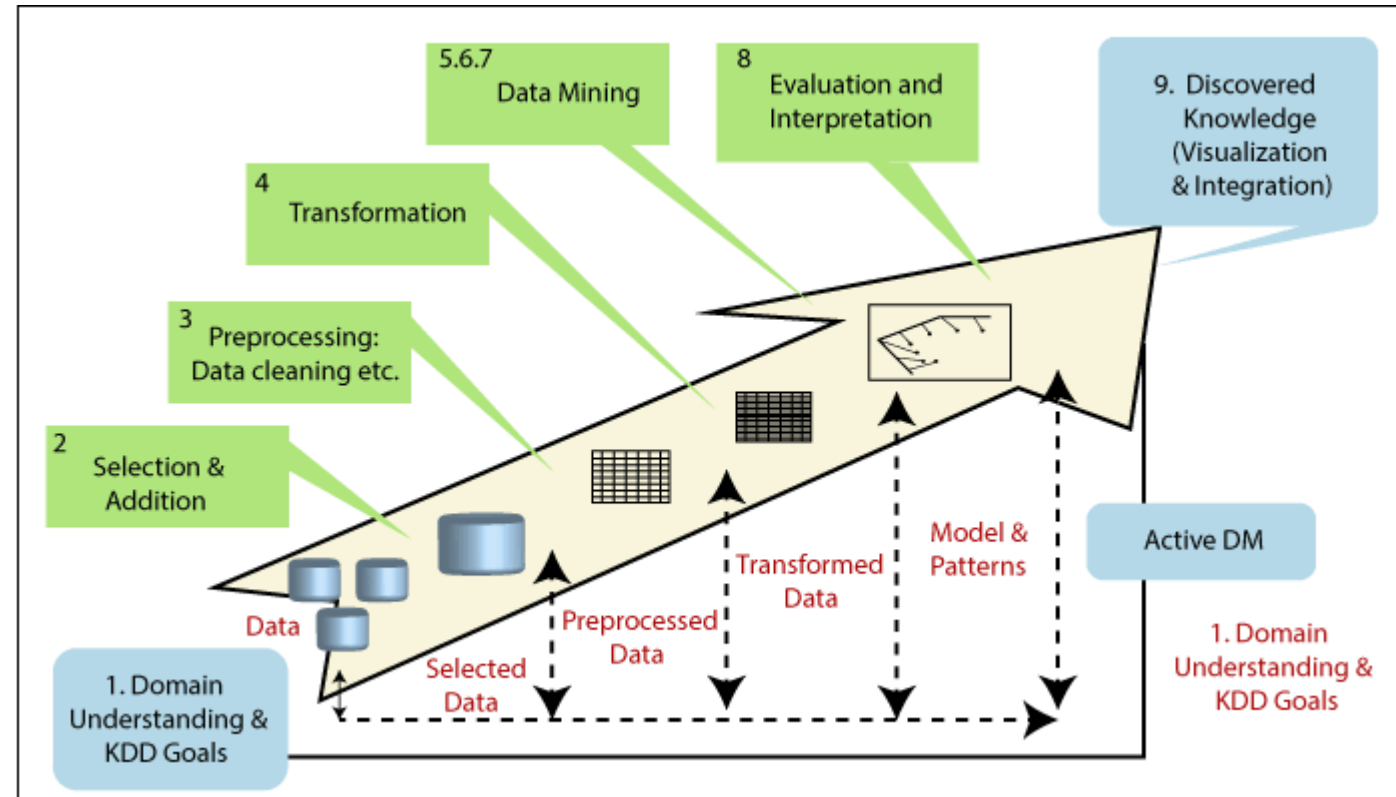 5.6.7
Data Mining
8
Evaluation and
Interpretation
9. Discovered
Knowledge
(Visualization
& Integration)
4
Transformation
3
Preprocessing:
Data cleaning etc.
2
Selection &
Addition
Data
Selected
Data
Preprocessed
Data
Transformed
Data
Model &
Patterns
Active DM
1. Domain
Understanding &
KDD Goals
1. Domain
Understanding &
KDD Goals